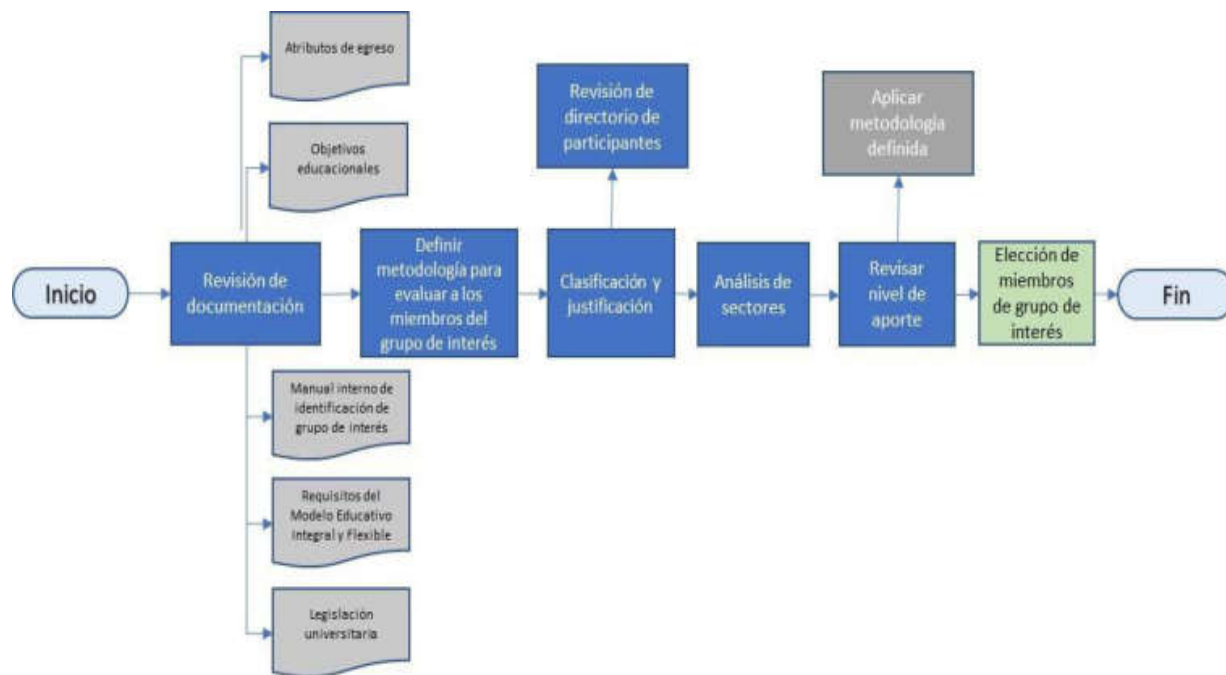 Atributos de egreso
Objetivos
educacionales
Revisión de
directorio de
participantes
Aplicar
metodología
definida
Inicio
Revisión de
documentación
Definir
metodología para
evaluar a los
miembros del
grupo de interés
Clasificación y
justificación
Análisis de
sectores
Revisar
nivel de
aporte
Elección de
miembros
de grupo de
interés
Fin
Manual interno de
identificación de
grupo de interés
Requisitos del
Modelo Educativo
Integral y Flexible
Legislación
universitaria